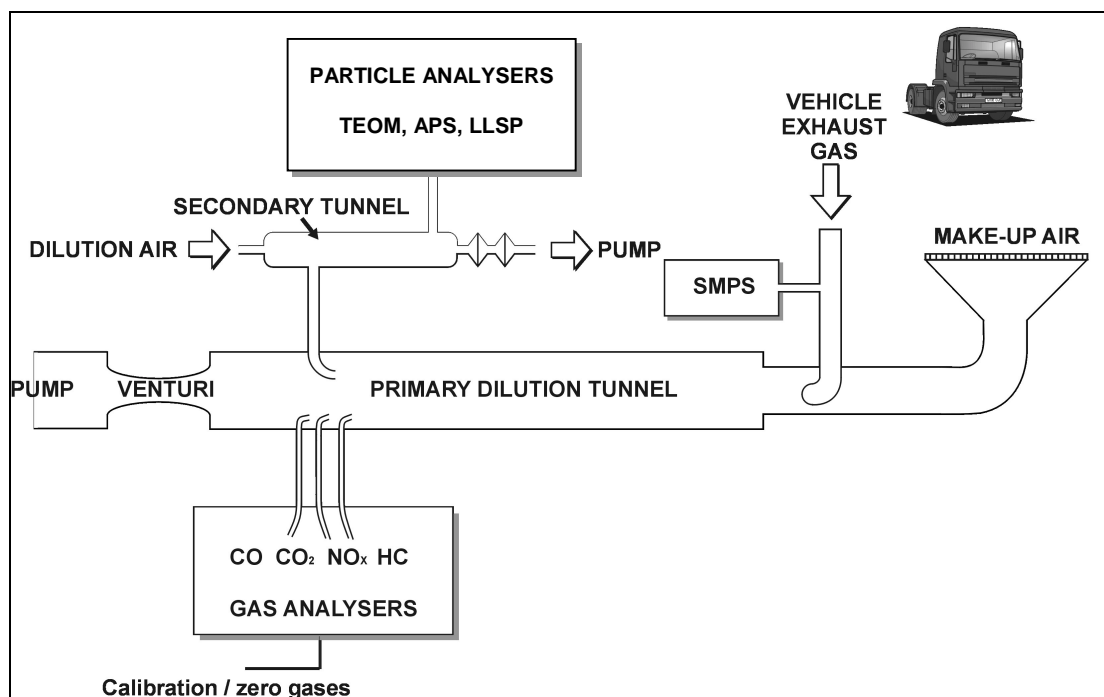 PARTICLE ANALYSERS
TEOM, APS, LLSP
VEHICLE
EXHAUST
GAS
SECONDARY TUNNEL
DILUTION AIR
PUMP
MAKE-UP AIR
SMPS
PUMP
VENTURI
PRIMARY DILUTION TUNNEL
CO CO₂ NOₓ HC
GAS ANALYSERS
Calibration / zero gases